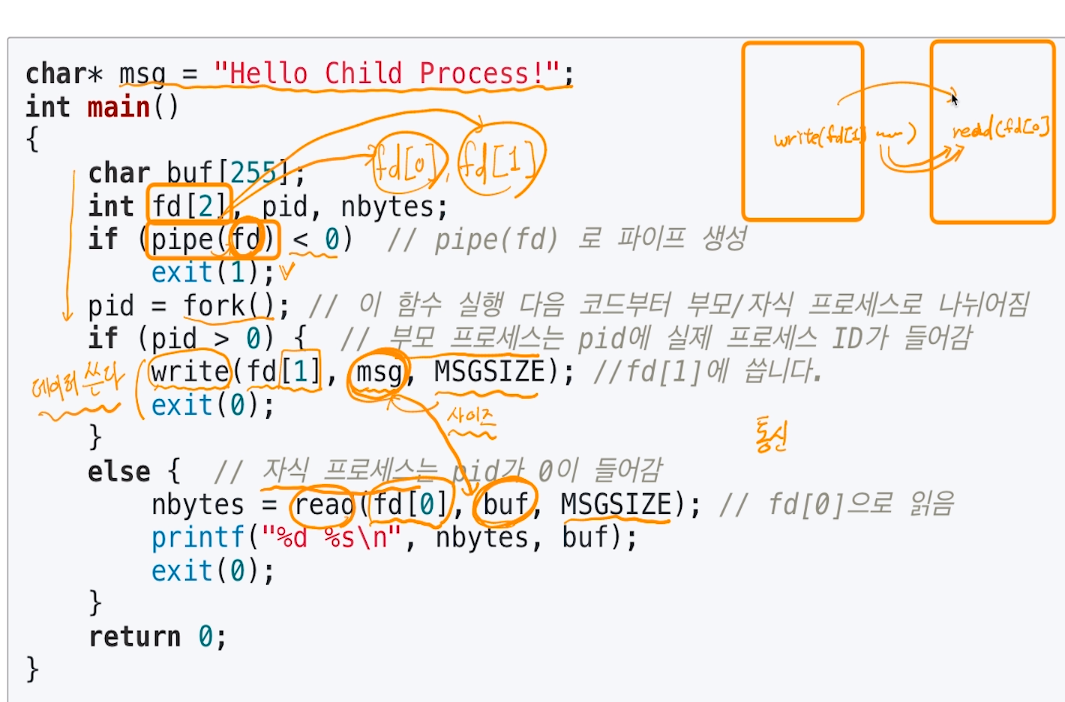 char* msg = "Hello Child Process!";
int main()
{
fd[0], fd[1]
write(fd[1] ~) read(fd[0]
char buf[255];
int fd[2], pid, nbytes;
if (pipe(fd) < 0) // pipe(fd) 로 파이프 생성
exit(1);
pid = fork(); // 이 함수 실행 다음 코드부터 부모/자식 프로세스로 나뉘어짐
if (pid > 0) { // 부모 프로세스는 pid에 실제 프로세스 ID가 들어감
데이터 쓴다
write(fd[1], msg, MSGSIZE); //fd[1]에 씁니다.
exit(0);
사이즈
}
통신
else { // 자식 프로세스는 pid가 0이 들어감
nbytes = read(fd[0], buf, MSGSIZE); // fd[0]으로 읽음
printf("%d %s\n", nbytes, buf);
exit(0);
}
return 0;
}